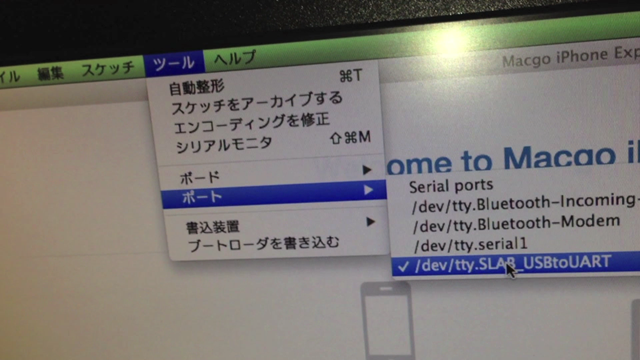 イル 編集 スケッチ ツール ヘルプ
Macgo iPhone Exp
自動整形 ⌘T
スケッチをアーカイブする
エンコーディングを修正
シリアルモニタ ⇧⌘M
ome to Macgo i
ボード
ポート
Serial ports
/dev/tty.Bluetooth-Incoming-
/dev/tty.Bluetooth-Modem
/dev/tty.serial1
✓ /dev/tty.SLAB_USBtoUART
書込装置
ブートローダを書き込む